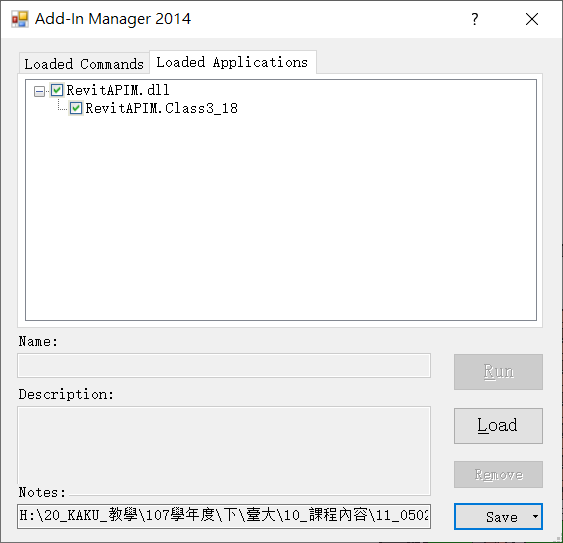 Add-In Manager 2014
Loaded Commands
Loaded Applications
RevitAPIM.dll
RevitAPIM.Class3_18
Name:
Run
Description:
Load
Remove
Notes:
H:\20_KAKU_教學\107學年度\下\臺大\10_課程內容\11_0502
Save